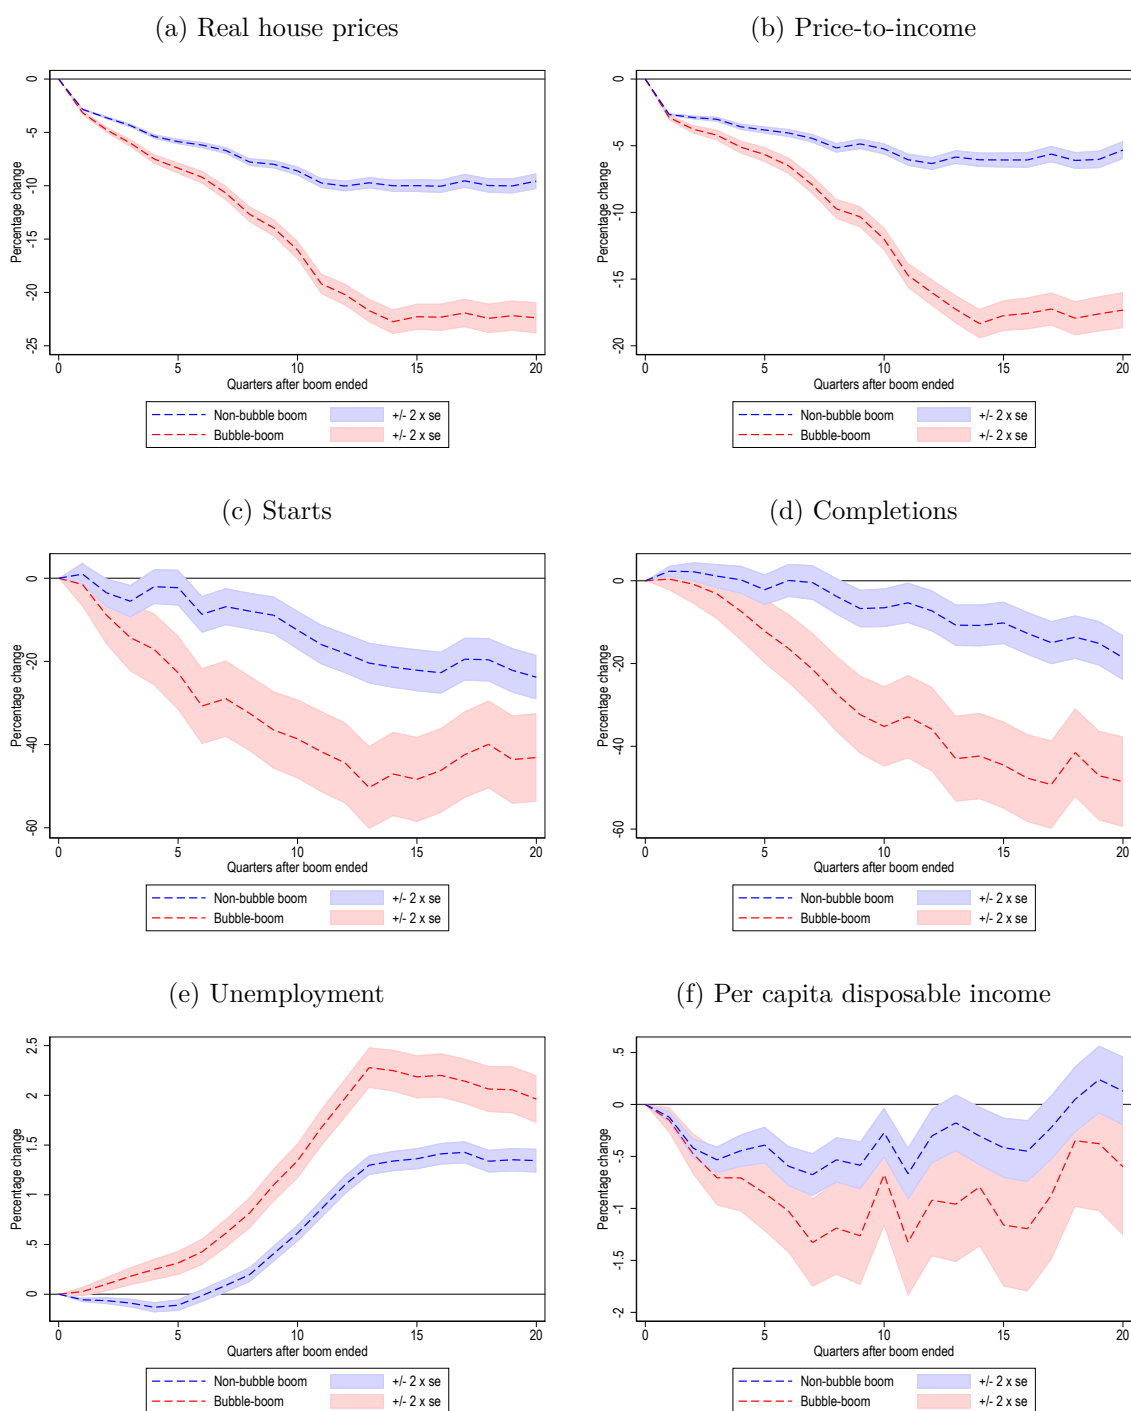 (a) Real house prices
(b) Price-to-income
Percentage change
0
-5
-10
-15
-20
-25
0 5 10 15 20
Quarters after boom ended
Non-bubble boom +/- 2 x se
Bubble-boom +/- 2 x se
Percentage change
0
-5
-10
-15
-20
0 5 10 15 20
Quarters after boom ended
Non-bubble boom +/- 2 x se
Bubble-boom +/- 2 x se
(c) Starts
(d) Completions
Percentage change
0
-20
-40
-60
0 5 10 15 20
Quarters after boom ended
Non-bubble boom +/- 2 x se
Bubble-boom +/- 2 x se
Percentage change
0
-20
-40
-60
0 5 10 15 20
Quarters after boom ended
Non-bubble boom +/- 2 x se
Bubble-boom +/- 2 x se
(e) Unemployment
(f) Per capita disposable income
Percentage change
2.5
2
1.5
1
.5
0
0 5 10 15 20
Quarters after boom ended
Non-bubble boom +/- 2 x se
Bubble-boom +/- 2 x se
Percentage change
.5
0
-.5
-1
-1.5
-2
0 5 10 15 20
Quarters after boom ended
Non-bubble boom +/- 2 x se
Bubble-boom +/- 2 x se